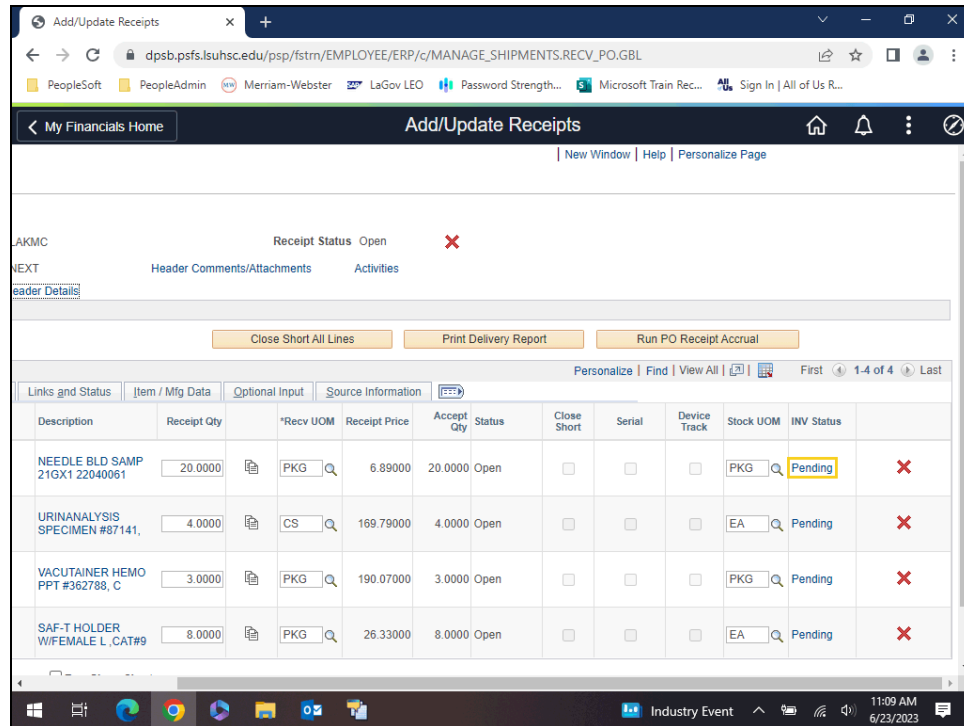 Add/Update Receipts
dpsb.psfs.lsuhsc.edu/psp/fstrn/EMPLOYEE/ERP/c/MANAGE_SHIPMENTS.RECV_PO.GBL
PeopleSoft PeopleAdmin MW Merriam-Webster SAP LaGov LEO Password Strength... S Microsoft Train Rec... All Us Sign In | All of Us R...
My Financials Home Add/Update Receipts
New Window | Help | Personalize Page
AKMC Receipt Status Open
NEXT Header Comments/Attachments Activities
eader Details
Close Short All Lines Print Delivery Report Run PO Receipt Accrual
Personalize | Find | View All | First 1-4 of 4 Last
Links and Status Item / Mfg Data Optional Input Source Information
Description Receipt Qty *Recv UOM Receipt Price Accept Qty Status Close Short Serial Device Track Stock UOM INV Status
NEEDLE BLD SAMP
21GX1 22040061 20.0000 PKG 6.89000 20.0000 Open PKG Pending
URINANALYSIS
SPECIMEN #87141, 4.0000 CS 169.79000 4.0000 Open EA Pending
VACUTAINER HEMO
PPT #362788, C 3.0000 PKG 190.07000 3.0000 Open PKG Pending
SAF-T HOLDER
W/FEMALE L ,CAT#9 8.0000 PKG 26.33000 8.0000 Open EA Pending
Industry Event 11:09 AM
6/23/2023